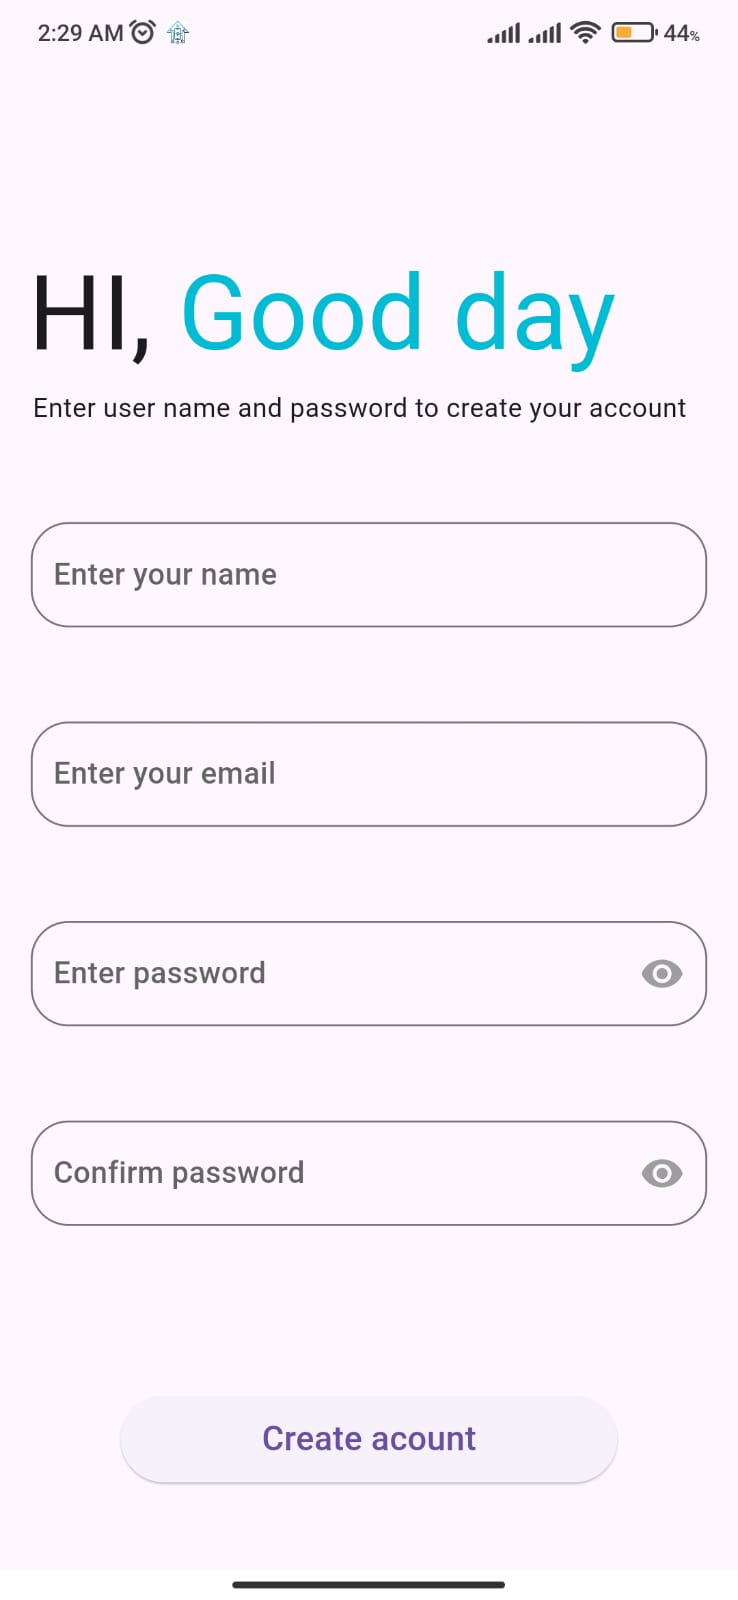 2:29 AM 44%
HI, Good day
Enter user name and password to create your account
Enter your name
Enter your email
Enter password
Confirm password
Create acount